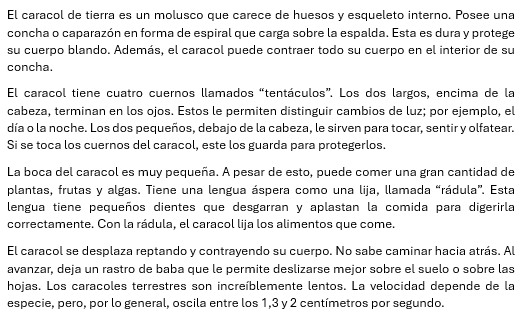 El caracol de tierra es un molusco que carece de huesos y esqueleto interno. Posee una
concha o caparazón en forma de espiral que carga sobre la espalda. Esta es dura y protege
su cuerpo blando. Además, el caracol puede contraer todo su cuerpo en el interior de su
concha.
El caracol tiene cuatro cuernos llamados “tentáculos”. Los dos largos, encima de la
cabeza, terminan en los ojos. Estos le permiten distinguir cambios de luz; por ejemplo, el
día o la noche. Los dos pequeños, debajo de la cabeza, le sirven para tocar, sentir y olfatear.
Si se toca los cuernos del caracol, este los guarda para protegerlos.
La boca del caracol es muy pequeña. A pesar de esto, puede comer una gran cantidad de
plantas, frutas y algas. Tiene una lengua áspera como una lija, llamada “rádula”. Esta
lengua tiene pequeños dientes que desgarran y aplastan la comida para digerirla
correctamente. Con la rádula, el caracol lija los alimentos que come.
El caracol se desplaza reptando y contrayendo su cuerpo. No sabe caminar hacia atrás. Al
avanzar, deja un rastro de baba que le permite deslizarse mejor sobre el suelo o sobre las
hojas. Los caracoles terrestres son increíblemente lentos. La velocidad depende de la
especie, pero, por lo general, oscila entre los 1,3 y 2 centímetros por segundo.